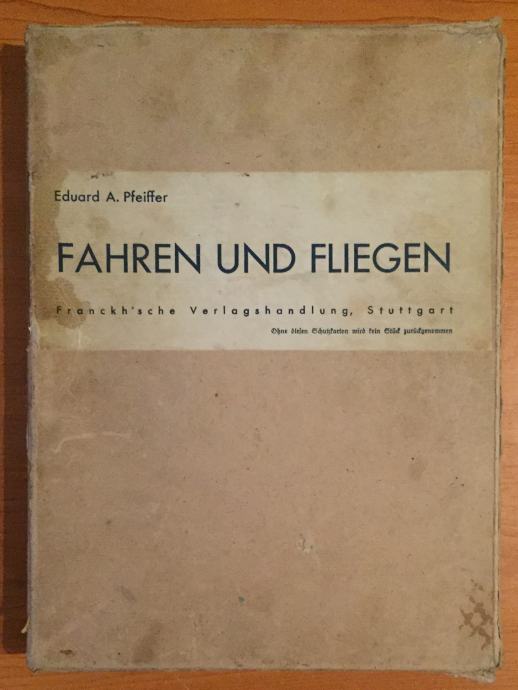 Eduard A. Pfeiffer
FAHREN UND FLIEGEN
Franckh'sche Verlagshandlung, Stuttgart
Ohne diesen Schutzkarton wird kein Stück zurückgenommen